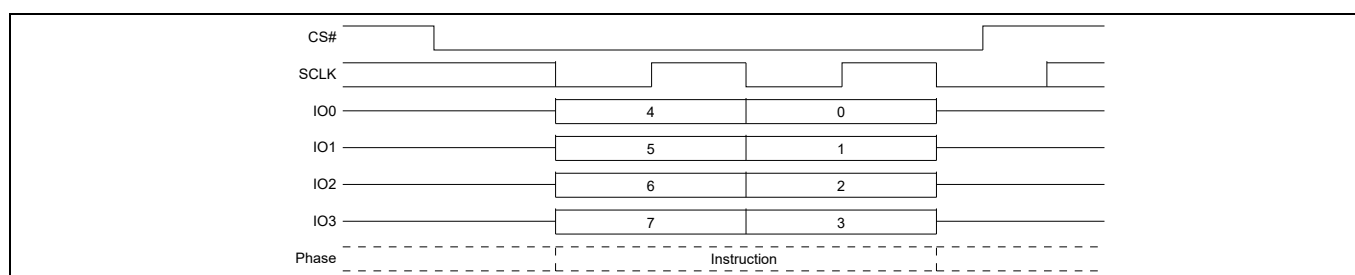 CS#
SCLK
IO0 4 0
IO1 5 1
IO2 6 2
IO3 7 3
Phase Instruction